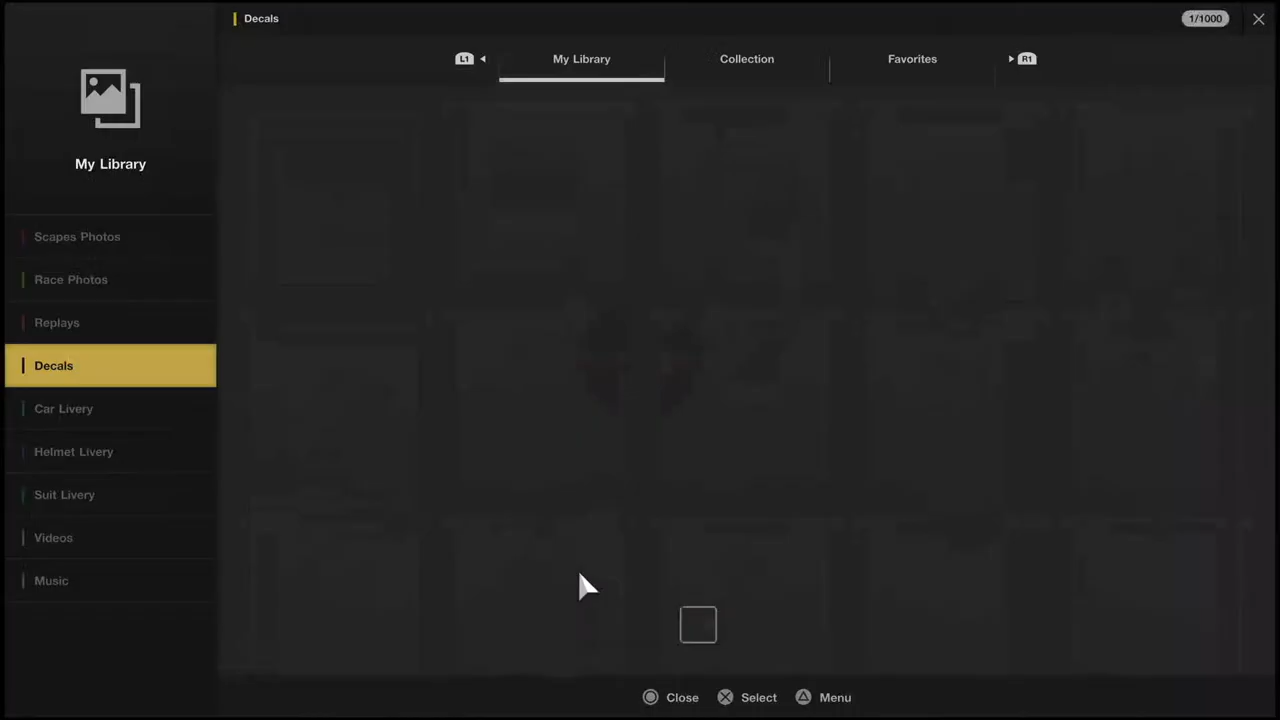 Decals
1/1000
L1
My Library
Collection
Favorites
R1
My Library
Scapes Photos
Race Photos
Replays
Decals
Car Livery
Helmet Livery
Suit Livery
Videos
Music
Close
Select
Menu